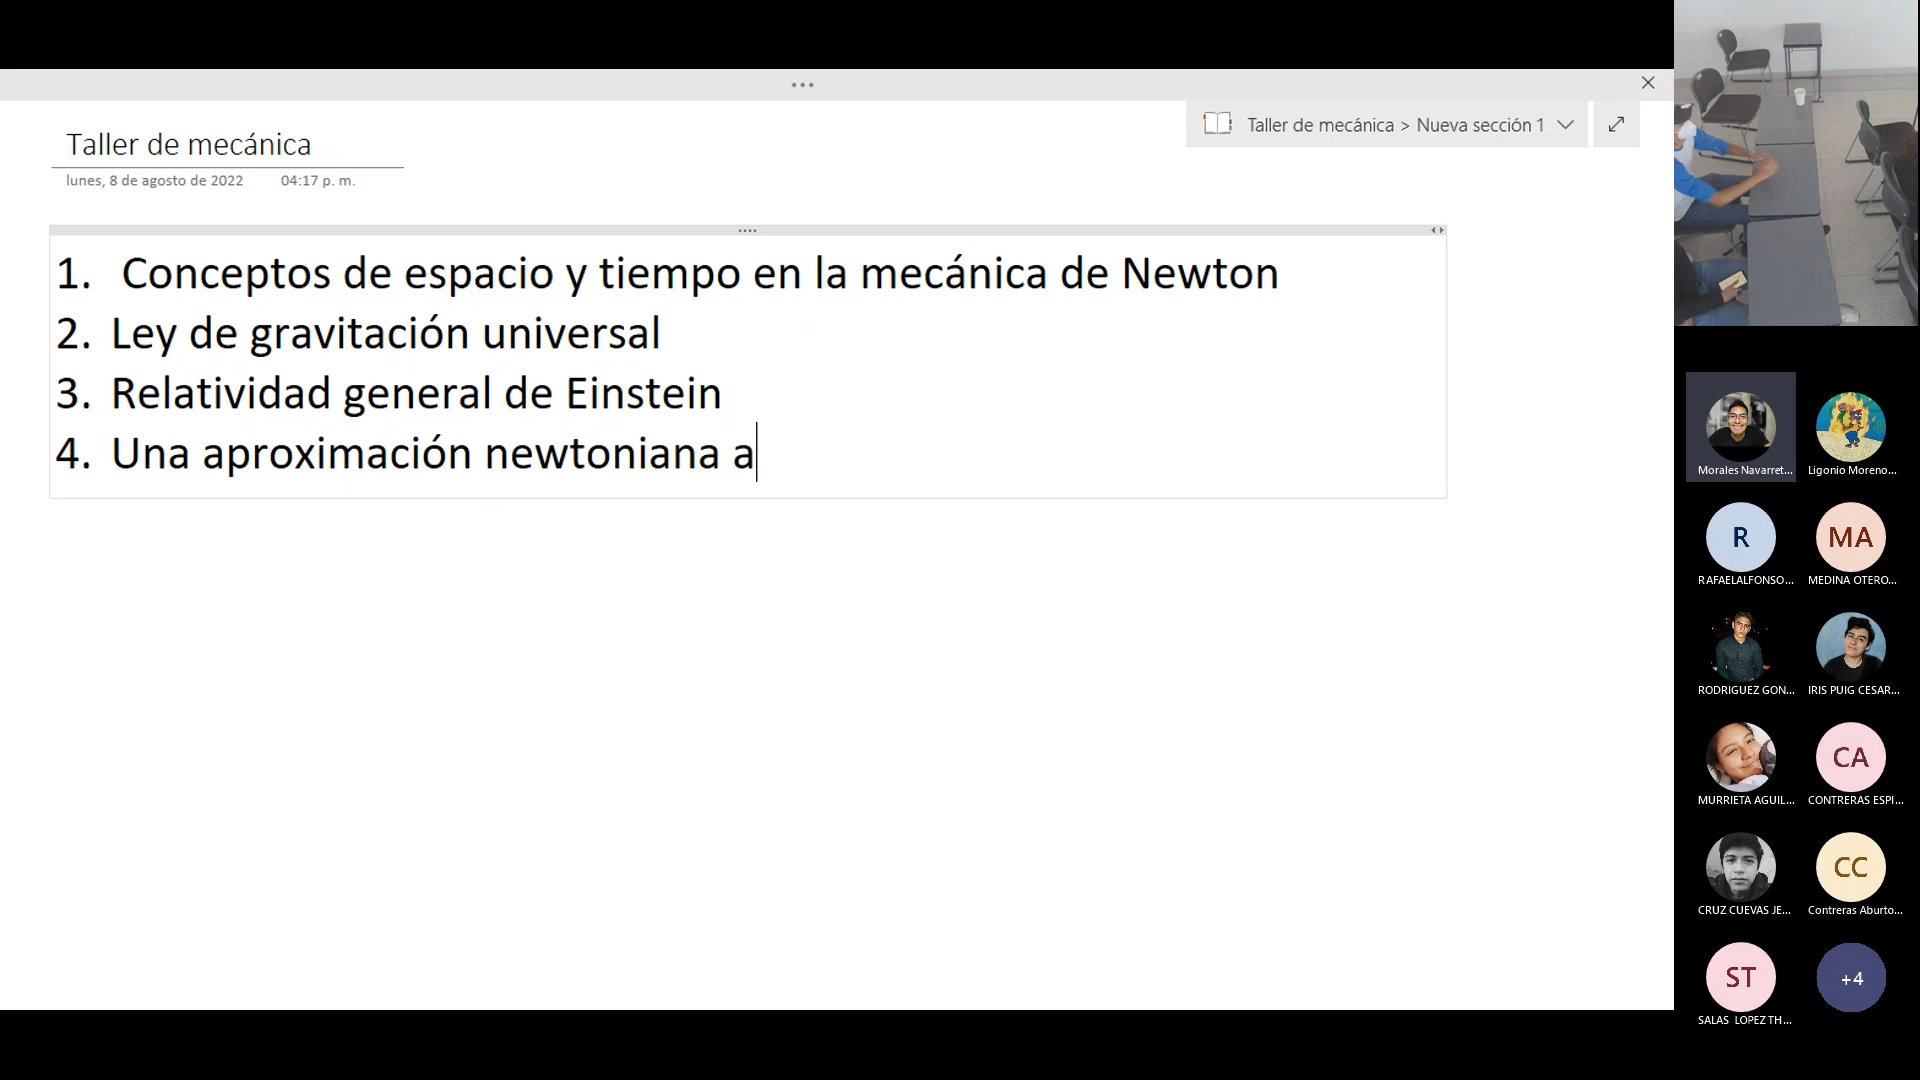 Taller de mecánica > Nueva sección 1
Taller de mecánica
lunes, 8 de agosto de 2022 04:17 p. m.
1. Conceptos de espacio y tiempo en la mecánica de Newton
2. Ley de gravitación universal
3. Relatividad general de Einstein
4. Una aproximación newtoniana a
Morales Navarret...
Ligonio Moreno...
R
MA
RAFAELALFONSO...
MEDINA OTERO...
RODRIGUEZ GON...
IRIS PUIG CESAR...
CA
MURRIETA AGUIL...
CONTRERAS ESPI...
CC
CRUZ CUEVAS JE...
Contreras Aburto...
ST
+4
SALAS LOPEZ TH...